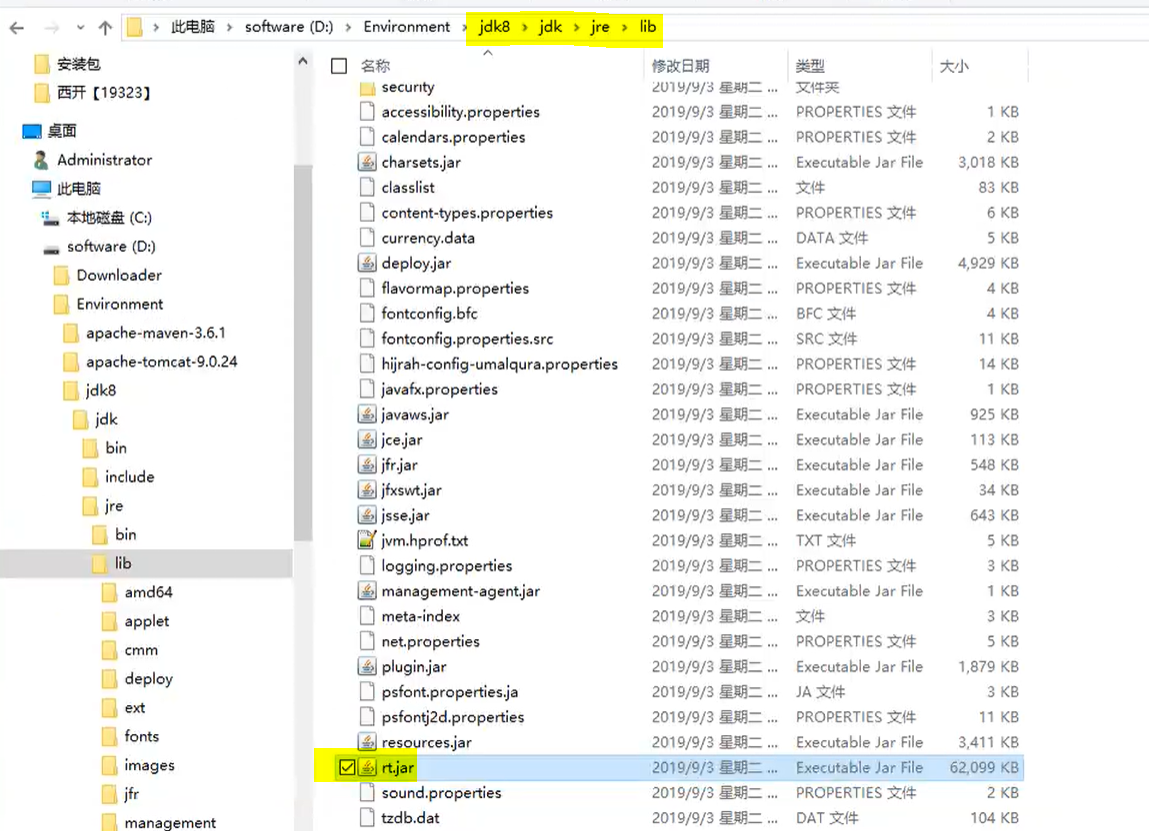 此电脑 > software (D:) > Environment > jdk8 > jdk > jre > lib
安装包
西开【19323】
桌面
Administrator
此电脑
本地磁盘 (C:)
software (D:)
Downloader
Environment
apache-maven-3.6.1
apache-tomcat-9.0.24
jdk8
jdk
bin
include
jre
bin
lib
amd64
applet
cmm
deploy
ext
fonts
images
jfr
management
名称 修改日期 类型 大小
security 2019/9/3 星期二 ... 文件夹
accessibility.properties 2019/9/3 星期二 ... PROPERTIES 文件 1 KB
calendars.properties 2019/9/3 星期二 ... PROPERTIES 文件 2 KB
charsets.jar 2019/9/3 星期二 ... Executable Jar File 3,018 KB
classlist 2019/9/3 星期二 ... 文件 83 KB
content-types.properties 2019/9/3 星期二 ... PROPERTIES 文件 6 KB
currency.data 2019/9/3 星期二 ... DATA 文件 5 KB
deploy.jar 2019/9/3 星期二 ... Executable Jar File 4,929 KB
flavormap.properties 2019/9/3 星期二 ... PROPERTIES 文件 4 KB
fontconfig.bfc 2019/9/3 星期二 ... BFC 文件 4 KB
fontconfig.properties.src 2019/9/3 星期二 ... SRC 文件 11 KB
hijrah-config-umalqura.properties 2019/9/3 星期二 ... PROPERTIES 文件 14 KB
javafx.properties 2019/9/3 星期二 ... PROPERTIES 文件 1 KB
javaws.jar 2019/9/3 星期二 ... Executable Jar File 925 KB
jce.jar 2019/9/3 星期二 ... Executable Jar File 113 KB
jfr.jar 2019/9/3 星期二 ... Executable Jar File 548 KB
jfxswt.jar 2019/9/3 星期二 ... Executable Jar File 34 KB
jsse.jar 2019/9/3 星期二 ... Executable Jar File 643 KB
jvm.hprof.txt 2019/9/3 星期二 ... TXT 文件 5 KB
logging.properties 2019/9/3 星期二 ... PROPERTIES 文件 3 KB
management-agent.jar 2019/9/3 星期二 ... Executable Jar File 1 KB
meta-index 2019/9/3 星期二 ... 文件 3 KB
net.properties 2019/9/3 星期二 ... PROPERTIES 文件 5 KB
plugin.jar 2019/9/3 星期二 ... Executable Jar File 1,879 KB
psfont.properties.ja 2019/9/3 星期二 ... JA 文件 3 KB
psfontj2d.properties 2019/9/3 星期二 ... PROPERTIES 文件 11 KB
resources.jar 2019/9/3 星期二 ... Executable Jar File 3,411 KB
rt.jar 2019/9/3 星期二 ... Executable Jar File 62,099 KB
sound.properties 2019/9/3 星期二 ... PROPERTIES 文件 2 KB
tzdb.dat 2019/9/3 星期二 ... DAT 文件 104 KB